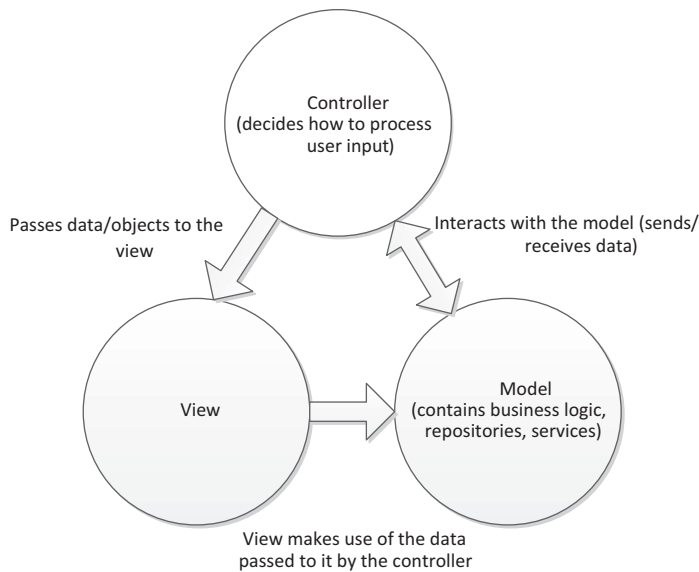 Controller
(decides how to process
user input)
Passes data/objects to the
view
Interacts with the model (sends/
receives data)
View
Model
(contains business logic,
repositories, services)
View makes use of the data
passed to it by the controller